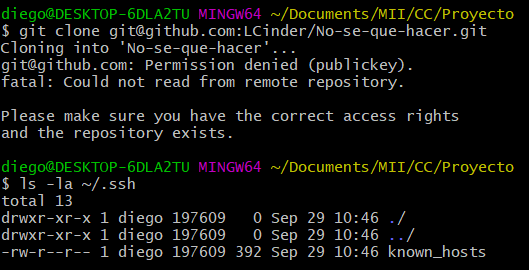 diego@DESKTOP-6DLA2TU MINGW64 ~/Documents/MII/CC/Proyecto
$ git clone git@github.com:LCinder/No-se-que-hacer.git
Cloning into 'No-se-que-hacer'...
git@github.com: Permission denied (publickey).
fatal: Could not read from remote repository.

Please make sure you have the correct access rights
and the repository exists.

diego@DESKTOP-6DLA2TU MINGW64 ~/Documents/MII/CC/Proyecto
$ ls -la ~/.ssh
total 13
drwxr-xr-x 1 diego 197609   0 Sep 29 10:46 ./
drwxr-xr-x 1 diego 197609   0 Sep 29 10:46 ../
-rw-r--r-- 1 diego 197609 392 Sep 29 10:46 known_hosts